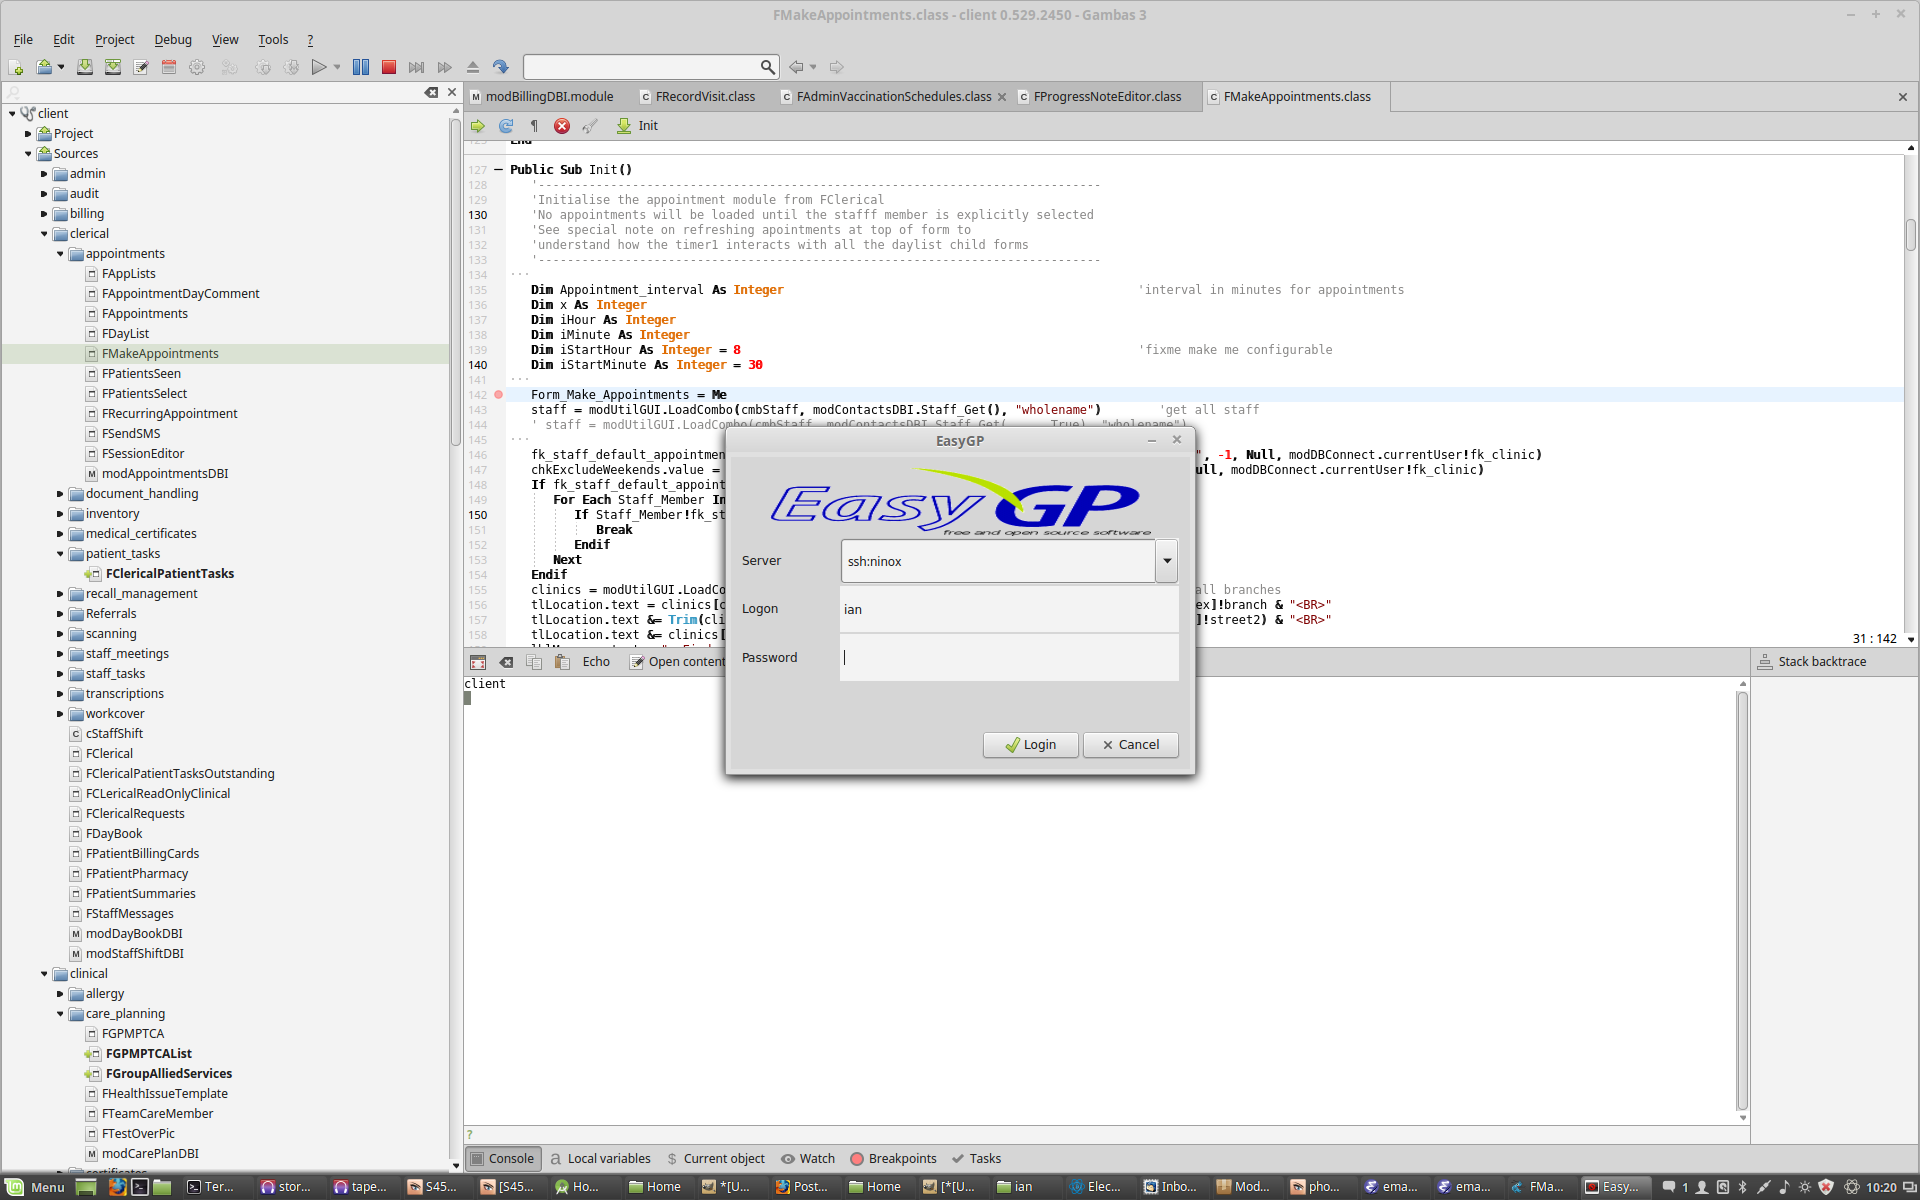 FMakeAppointments.class - client 0.529.2450 - Gambas 3
File Edit Project Debug View Tools ?
client
Project
Sources
admin
audit
billing
clerical
appointments
FAppLists
FAppointmentDayComment
FAppointments
FDayList
FMakeAppointments
FPatientsSeen
FPatientsSelect
FRecurringAppointment
FSendSMS
FSessionEditor
modAppointmentsDBI
document_handling
inventory
medical_certificates
patient_tasks
FClericalPatientTasks
recall_management
Referrals
scanning
staff_meetings
staff_tasks
transcriptions
workcover
cStaffShift
FClerical
FClericalPatientTasksOutstanding
FCLericalReadOnlyClinical
FClericalRequests
FDayBook
FPatientBillingCards
FPatientPharmacy
FPatientSummaries
FStaffMessages
modDayBookDBI
modStaffShiftDBI
clinical
allergy
care_planning
FGPMPTCA
FGPMPTCAList
FGroupAlliedServices
FHealthIssueTemplate
FTeamCareMember
FTestOverPic
modCarePlanDBI
certificates
modBillingDBI.module FRecordVisit.class FAdminVaccinationSchedules.class FProgressNoteEditor.class FMakeAppointments.class
Init
End
127 Public Sub Init()
128 '------------------------------------------------------------------------------
129 'Initialise the appointment module from FClerical
130 'No appointments will be loaded until the stafff member is explicitly selected
131 'See special note on refreshing apointments at top of form to
132 'understand how the timer1 interacts with all the daylist child forms
133 '------------------------------------------------------------------------------
134
135 Dim Appointment_interval As Integer 'interval in minutes for appointments
136 Dim x As Integer
137 Dim iHour As Integer
138 Dim iMinute As Integer
139 Dim iStartHour As Integer = 8 'fixme make me configurable
140 Dim iStartMinute As Integer = 30
141
142 Form_Make_Appointments = Me
143 staff = modUtilGUI.LoadCombo(cmbStaff, modContactsDBI.Staff_Get(), "wholename") 'get all staff
144 ' staff = modUtilGUI.LoadCombo(cmbStaff, modContactsDBI.Staff_Get( True), "wholename")
145
146 fk_staff_default_appointmen ", -1, Null, modDBConnect.currentUser!fk_clinic)
147 chkExcludeWeekends.value = ull, modDBConnect.currentUser!fk_clinic)
148 If fk_staff_default_appoint
149 For Each Staff_Member In
150 If Staff_Member!fk_st
151 Break
152 Endif
153 Next
154 Endif
155 clinics = modUtilGUI.LoadCo all branches
156 tlLocation.text = clinics[c ex]!branch & "<BR>"
157 tlLocation.text &= Trim(cli ]!street2) & "<BR>"
158 tlLocation.text &= clinics[
31 : 142
EasyGP
EasyGP
free and open source software
Server ssh:ninox
Logon ian
Password
Login Cancel
Echo Open content
Stack backtrace
client
?
Console Local variables Current object Watch Breakpoints Tasks
Menu Ter... stor... tape... S45... [S45... Ho... Home *[U... Post... Home [*[U... ian Elec... Inbo... Mod... pho... ema... ema... FMa... Easy... 1 10:20